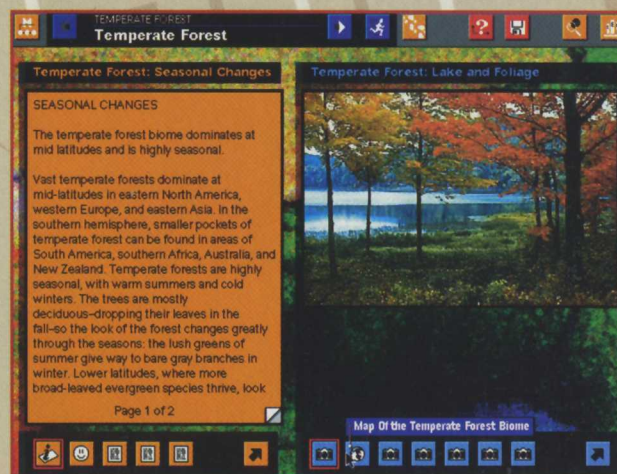 TEMPERATE FOREST
Temperate Forest
Temperate Forest: Seasonal Changes
SEASONAL CHANGES
The temperate forest biome dominates at
mid latitudes and is highly seasonal.
Vast temperate forests dominate at
mid-latitudes in eastern North America,
western Europe, and eastern Asia. In the
southern hemisphere, smaller pockets of
temperate forest can be found in areas of
South America, southern Africa, Australia, and
New Zealand. Temperate forests are highly
seasonal, with warm summers and cold
winters. The trees are mostly
deciduous-dropping their leaves in the
fall-so the look of the forest changes greatly
through the seasons: the lush greens of
summer give way to bare gray branches in
winter. Lower latitudes, where more
broad-leaved evergreen species thrive, look
Page 1 of 2
Temperate Forest: Lake and Foliage
Map Of the Temperate Forest Biome